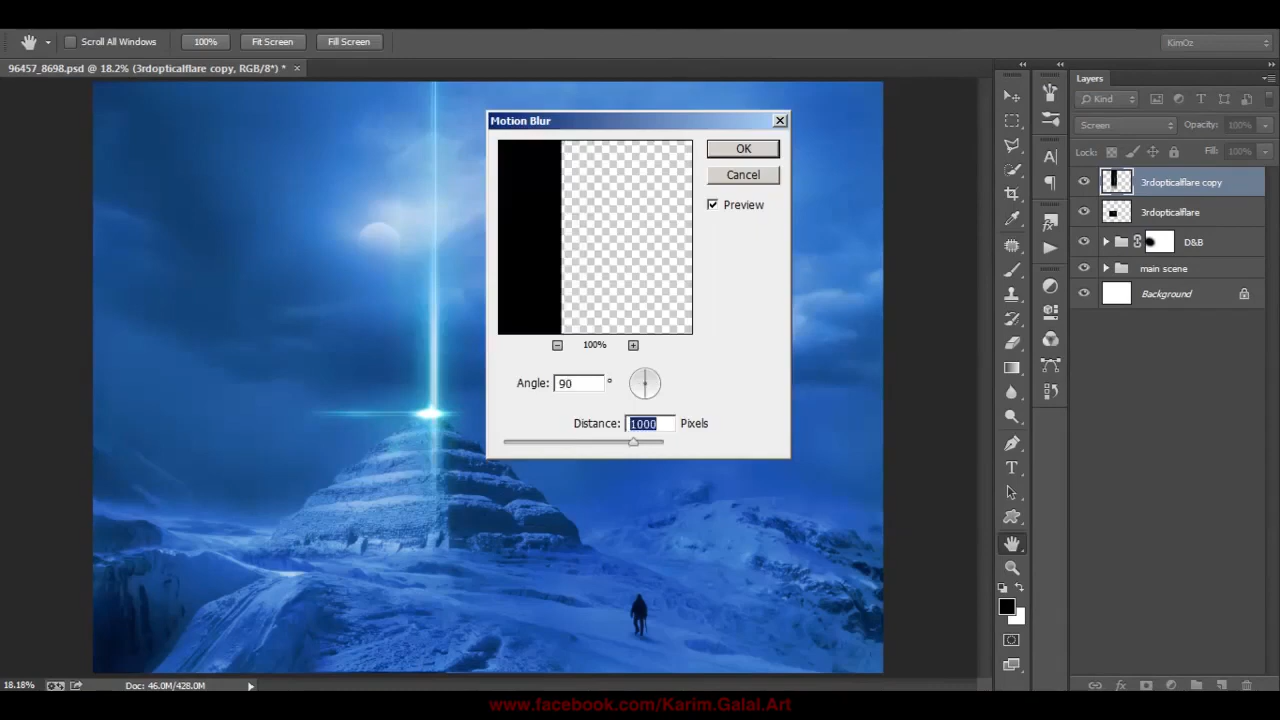 Scroll All Windows 100% Fit Screen Fill Screen KimOz
96457_8698.psd @ 18.2% (3rdopticalflare copy, RGB/8*) * ×
Motion Blur
OK
Cancel
Preview
100%
Angle: 90 °
Distance: 1000 Pixels
Layers
Kind
Screen Opacity: 100%
Lock: Fill: 100%
3rdopticalflare copy
3rdopticalflare
D&B
main scene
Background
18.18% Doc: 46.0M/428.0M
www.facebook.com/Karim.Galal.Art